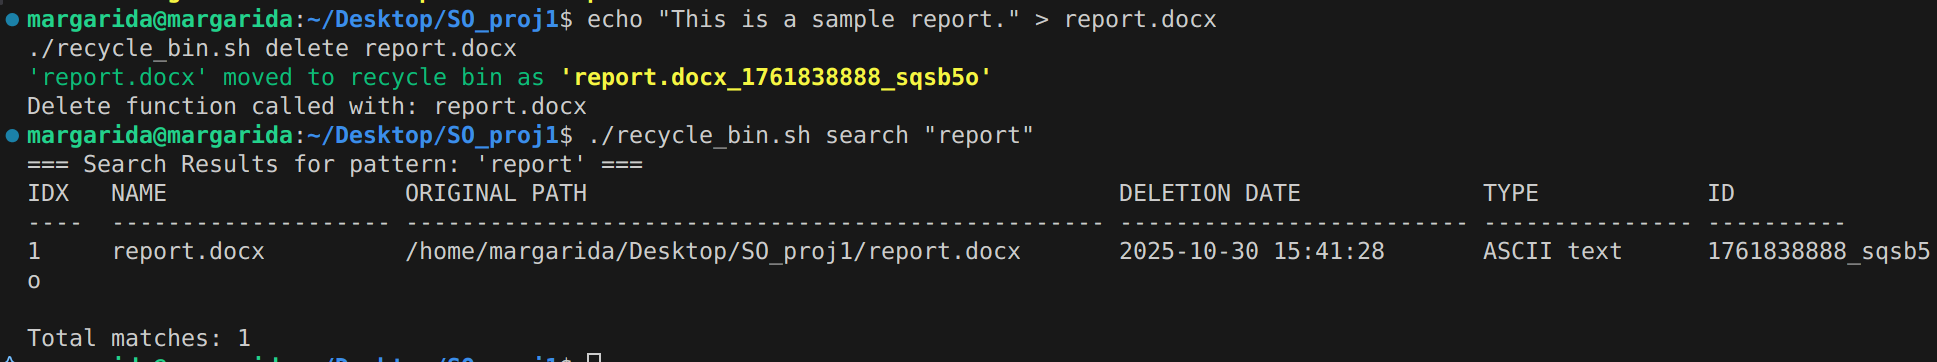 margarida@margarida:~/Desktop/SO_proj1$ echo "This is a sample report." > report.docx
./recycle_bin.sh delete report.docx
'report.docx' moved to recycle bin as 'report.docx_1761838888_sqsb5o'
Delete function called with: report.docx
margarida@margarida:~/Desktop/SO_proj1$ ./recycle_bin.sh search "report"
=== Search Results for pattern: 'report' ===
IDX   NAME                 ORIGINAL PATH                                      DELETION DATE             TYPE            ID
----  -------------------- -------------------------------------------------- ------------------------- --------------- ----------
1     report.docx          /home/margarida/Desktop/SO_proj1/report.docx       2025-10-30 15:41:28       ASCII text      1761838888_sqsb5
o
Total matches: 1